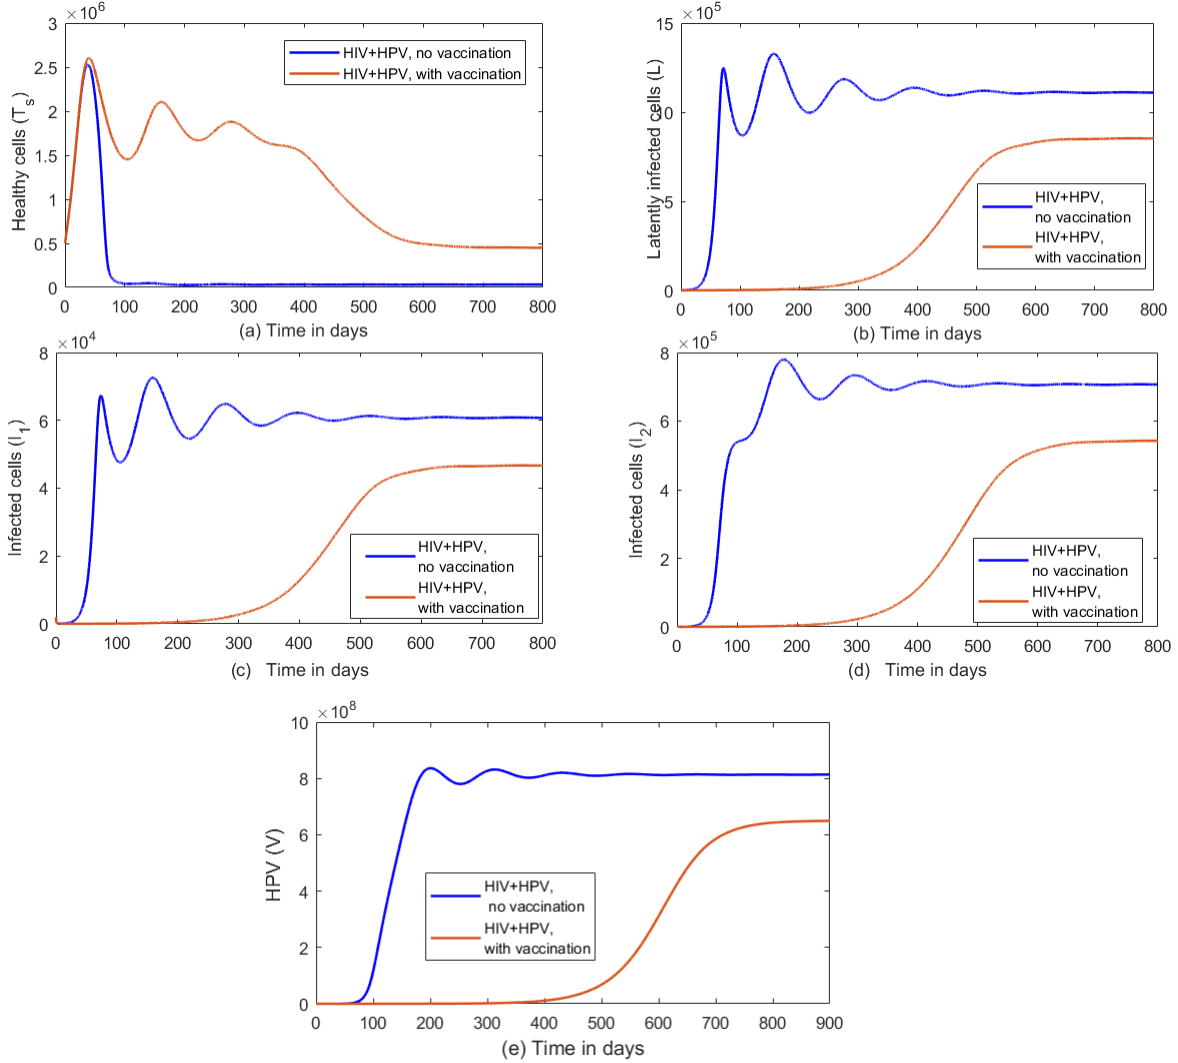 ×10^6
3
2.5
2
1.5
1
0.5
0
Healthy cells (T_s)
HIV+HPV, no vaccination
HIV+HPV, with vaccination
0 100 200 300 400 500 600 700 800
(a) Time in days
×10^5
15
10
5
0
Latently infected cells (L)
HIV+HPV,
no vaccination
HIV+HPV,
with vaccination
0 100 200 300 400 500 600 700 800
(b) Time in days
×10^4
8
6
4
2
0
Infected cells (I_1)
HIV+HPV,
no vaccination
HIV+HPV,
with vaccination
0 100 200 300 400 500 600 700 800
(c) Time in days
×10^5
8
6
4
2
0
Infected cells (I_2)
HIV+HPV,
no vaccination
HIV+HPV,
with vaccination
0 100 200 300 400 500 600 700 800
(d) Time in days
×10^8
10
8
6
4
2
0
HPV (V)
HIV+HPV,
no vaccination
HIV+HPV,
with vaccination
0 100 200 300 400 500 600 700 800 900
(e) Time in days